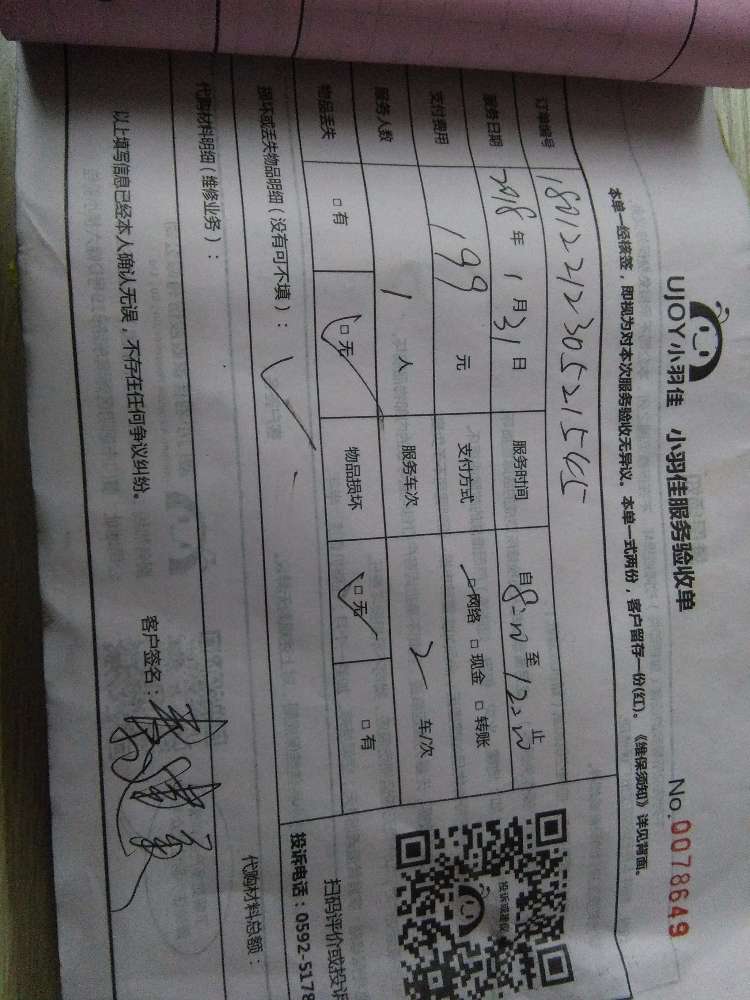 UJOY小羽佳 小羽佳服务验收单 No.0078649
本单一经核签，即视为对本次服务验收无异议。本单一式两份，客户留存一份(红)。《维保须知》详见背面。
订单编号 1801221230521545
服务日期 2018年1月31日 服务时间 自8:00至12:00止
支付费用 199元 支付方式 □网络 □现金 □转账
服务人数 1人 服务车次 2车/次
物品丢失 □有 □无 物品损坏 □无 □有
损坏或丢失物品明细（没有可不填）：
代购材料明细（维修业务）： 代购材料总额：
以上填写信息已经本人确认无误，不存在任何争议纠纷。 客户签名：
投诉或建议
扫码评价或投诉
投诉电话：0592-5178